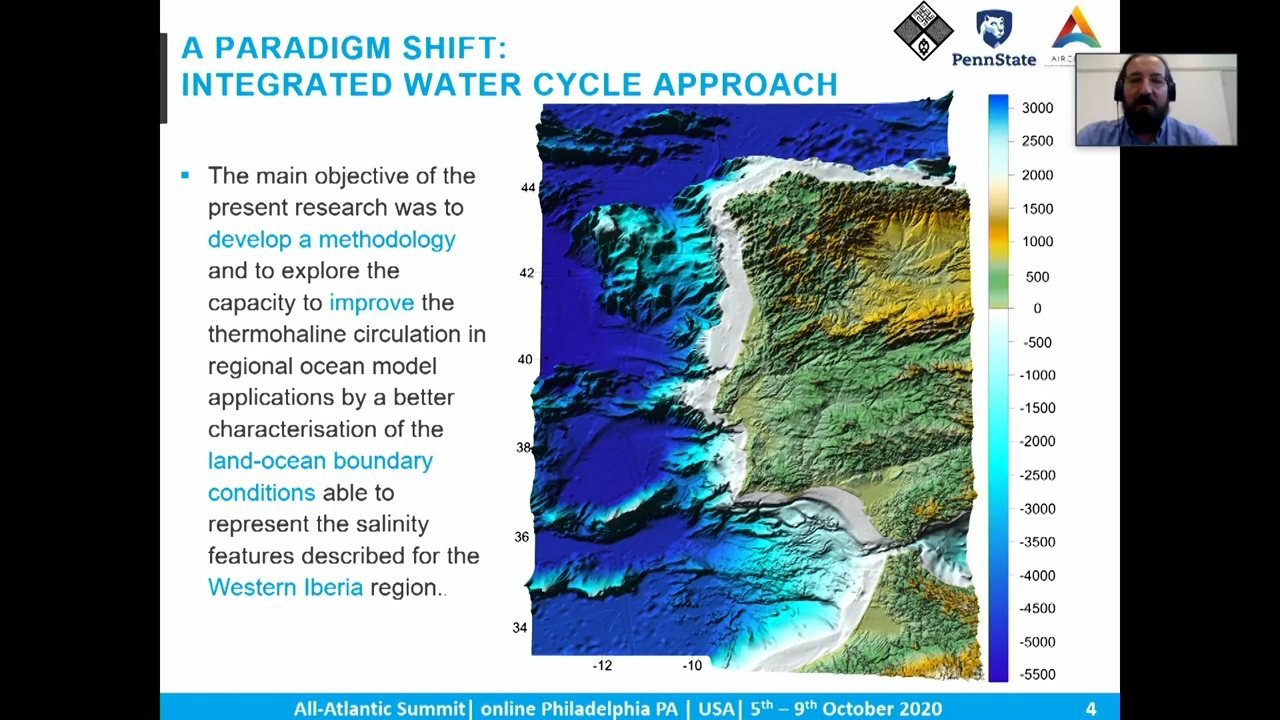 A PARADIGM SHIFT:
INTEGRATED WATER CYCLE APPROACH
PennState
▪ The main objective of the
present research was to
develop a methodology
and to explore the
capacity to improve the
thermohaline circulation in
regional ocean model
applications by a better
characterisation of the
land-ocean boundary
conditions able to
represent the salinity
features described for the
Western Iberia region.
44
42
40
38
36
34
-12
-10
3000
2500
2000
1500
1000
500
0
-500
-1000
-1500
-2000
-2500
-3000
-3500
-4000
-4500
-5000
-5500
All-Atlantic Summit| online Philadelphia PA | USA| 5th – 9th October 2020
4